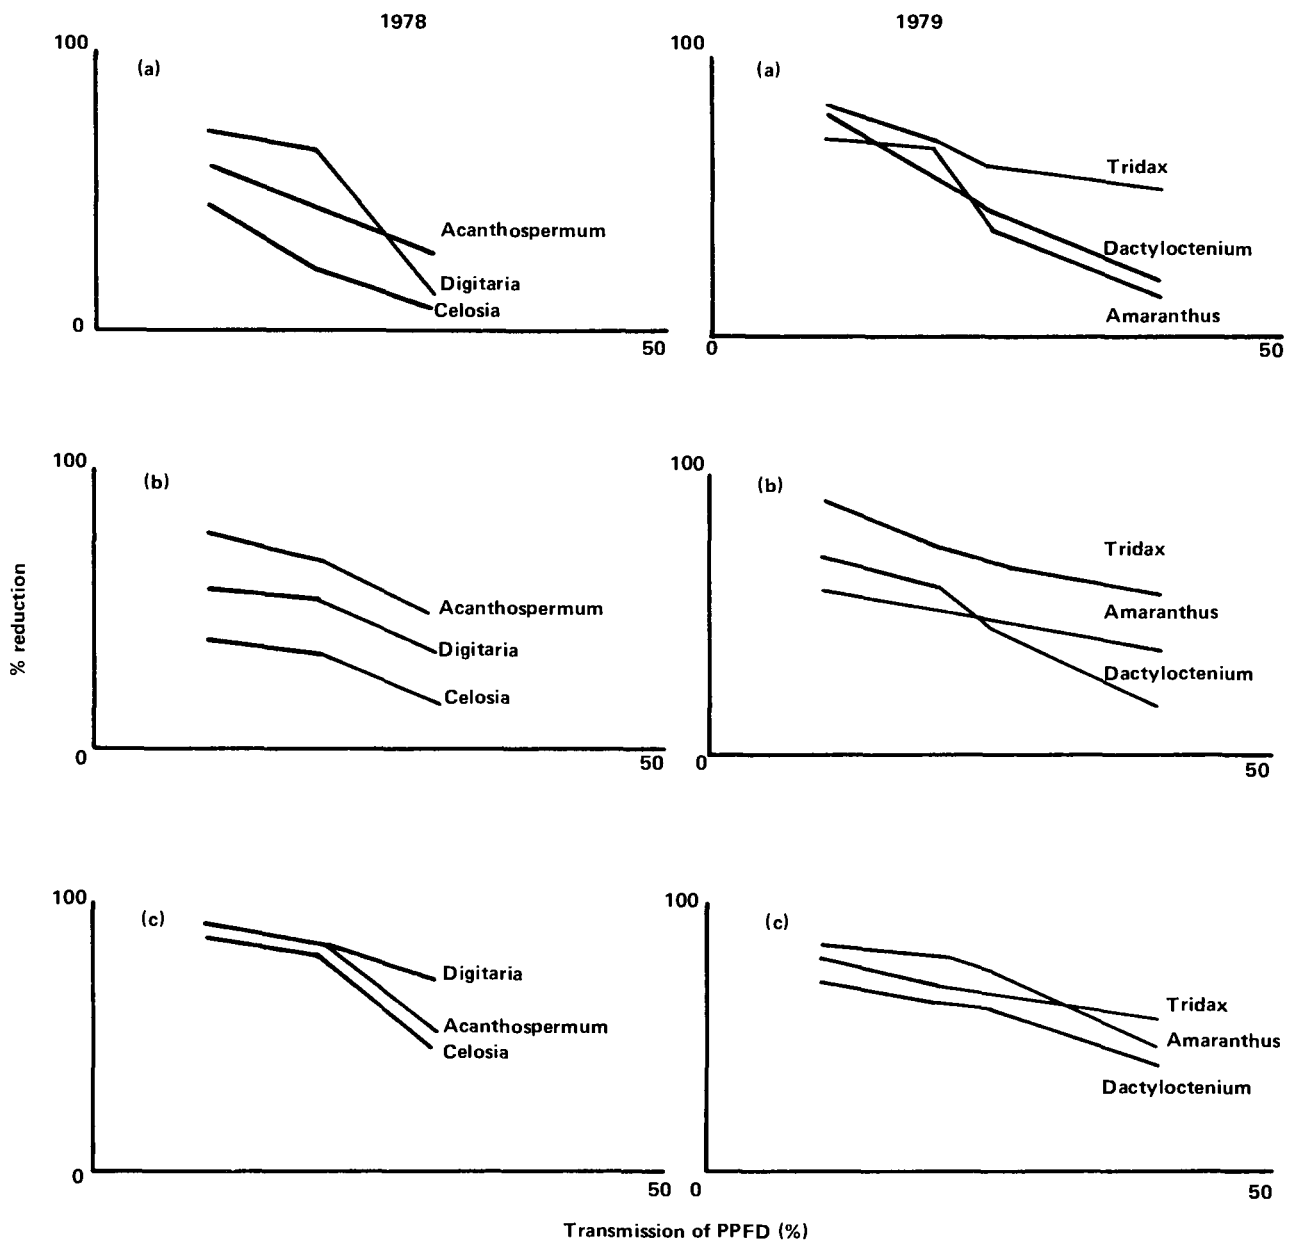 1978
1979
100
(a)
Acanthospermum
Digitaria
Celosia
0
50
100
(a)
Tridax
Dactyloctenium
Amaranthus
0
50
% reduction
100
(b)
Acanthospermum
Digitaria
Celosia
0
50
100
(b)
Tridax
Amaranthus
Dactyloctenium
0
50
100
(c)
Digitaria
Acanthospermum
Celosia
0
50
100
(c)
Tridax
Amaranthus
Dactyloctenium
0
50
Transmission of PPFD (%)